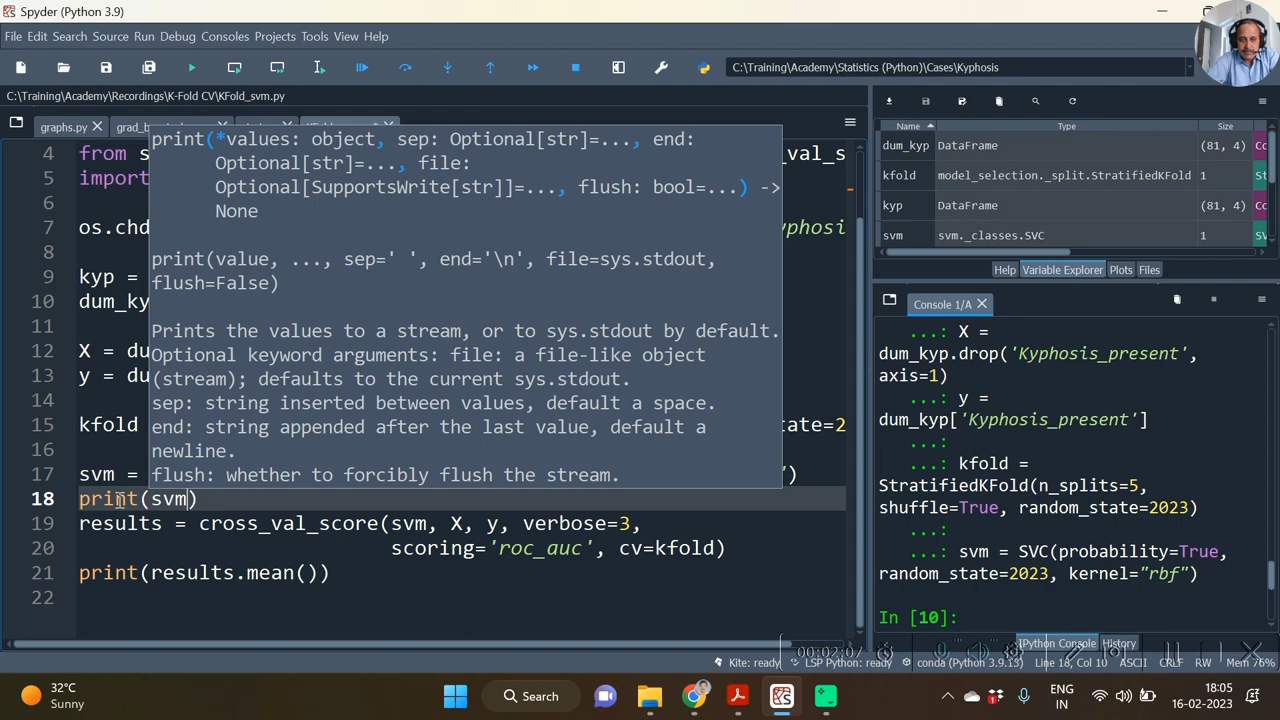 Spyder (Python 3.9)
File Edit Search Source Run Debug Consoles Projects Tools View Help
C:\Training\Academy\Statistics (Python)\Cases\Kyphosis
C:\Training\Academy\Recordings\K-Fold CV\KFold_svm.py
graphs.py
print(*values: object, sep: Optional[str]=..., end:
Optional[str]=..., file:
Optional[SupportsWrite[str]]=..., flush: bool=...) ->
None
print(value, ..., sep=' ', end='\n', file=sys.stdout,
flush=False)
Prints the values to a stream, or to sys.stdout by default.
Optional keyword arguments: file: a file-like object
(stream); defaults to the current sys.stdout.
sep: string inserted between values, default a space.
end: string appended after the last value, default a
newline.
flush: whether to forcibly flush the stream.
4 from s val_s
5 import
6
7 os.chd yphosi
8
9 kyp =
10 dum_ky
11
12 X = du
13 y = du
14
15 kfold tate=2
16
17 svm = ")
18 print(svm)
19 results = cross_val_score(svm, X, y, verbose=3,
20 scoring='roc_auc', cv=kfold)
21 print(results.mean())
22
Name Type Size
dum_kyp DataFrame (81, 4) Co
kfold model_selection._split.StratifiedKFold 1 St
kyp DataFrame (81, 4) Co
svm svm._classes.SVC 1 SV
Help Variable Explorer Plots Files
Console 1/A
...: X =
dum_kyp.drop('Kyphosis_present',
axis=1)
...: y =
dum_kyp['Kyphosis_present']
...:
...: kfold =
StratifiedKFold(n_splits=5,
shuffle=True, random_state=2023)
...:
...: svm = SVC(probability=True,
random_state=2023, kernel="rbf")
In [10]:
IPython Console History
00:02:07
Kite: ready LSP Python: ready conda (Python 3.9.13) Line 18, Col 10 ASCII CRLF RW Mem 76%
32°C
Sunny
Search
ENG
IN
18:05
16-02-2023